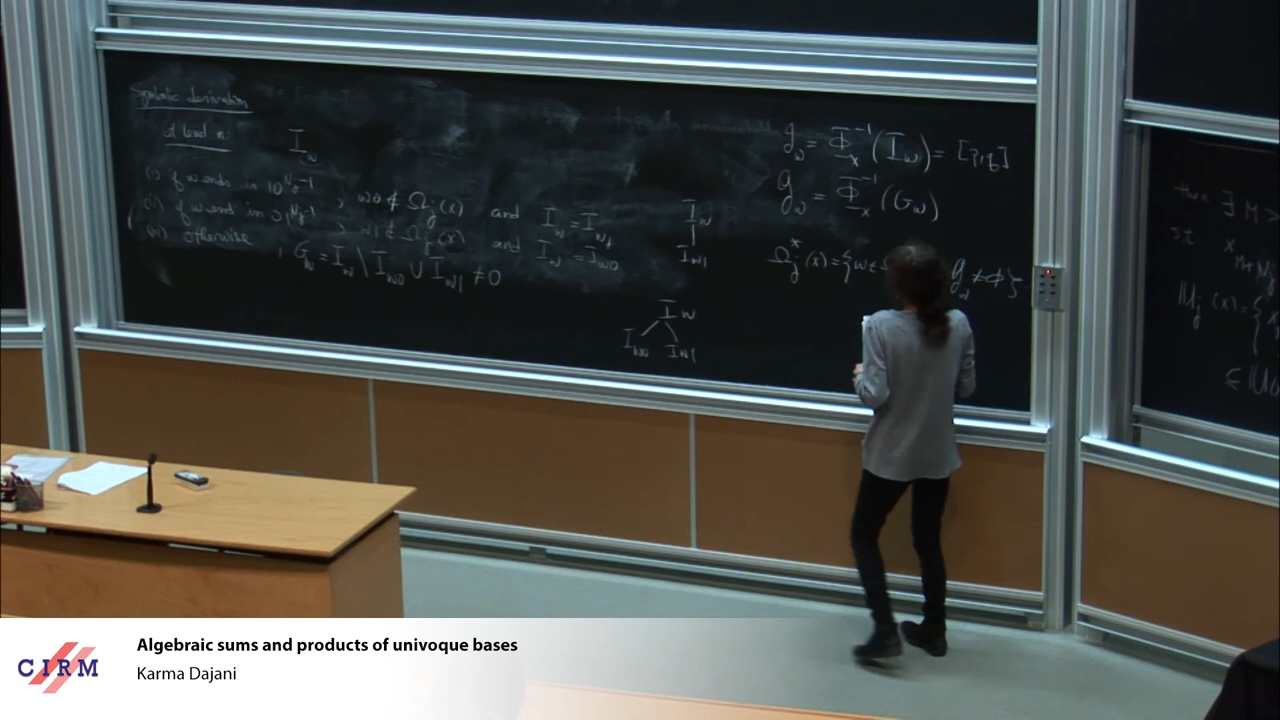 Symbolic derivation
at level n: I_w
(i) if w ends in 10^{N_j-1}, w0 ∉ Ω_j(x) and I_w = I_{w1}
(ii) if w end in 01^{N_j-1}, w1 ∉ Ω_j(x) and I_w = I_{w0}
(iii) otherwise, G_w = I_w \ I_{w0} ∪ I_{w1} ≠ 0
I_w
I_{w1}
I_w
I_{w0} I_{w1}
g_w = Φ_x^{-1}(I_w) = [p,q]
g_w = Φ_x^{-1}(G_w)
Ω_j^*(x) = {w ∈ g_w ≠ φ}
then ∃ M >
st x_{M+N_j
M_j(x) = {
∈ U
CIRM
Algebraic sums and products of univoque bases
Karma Dajani